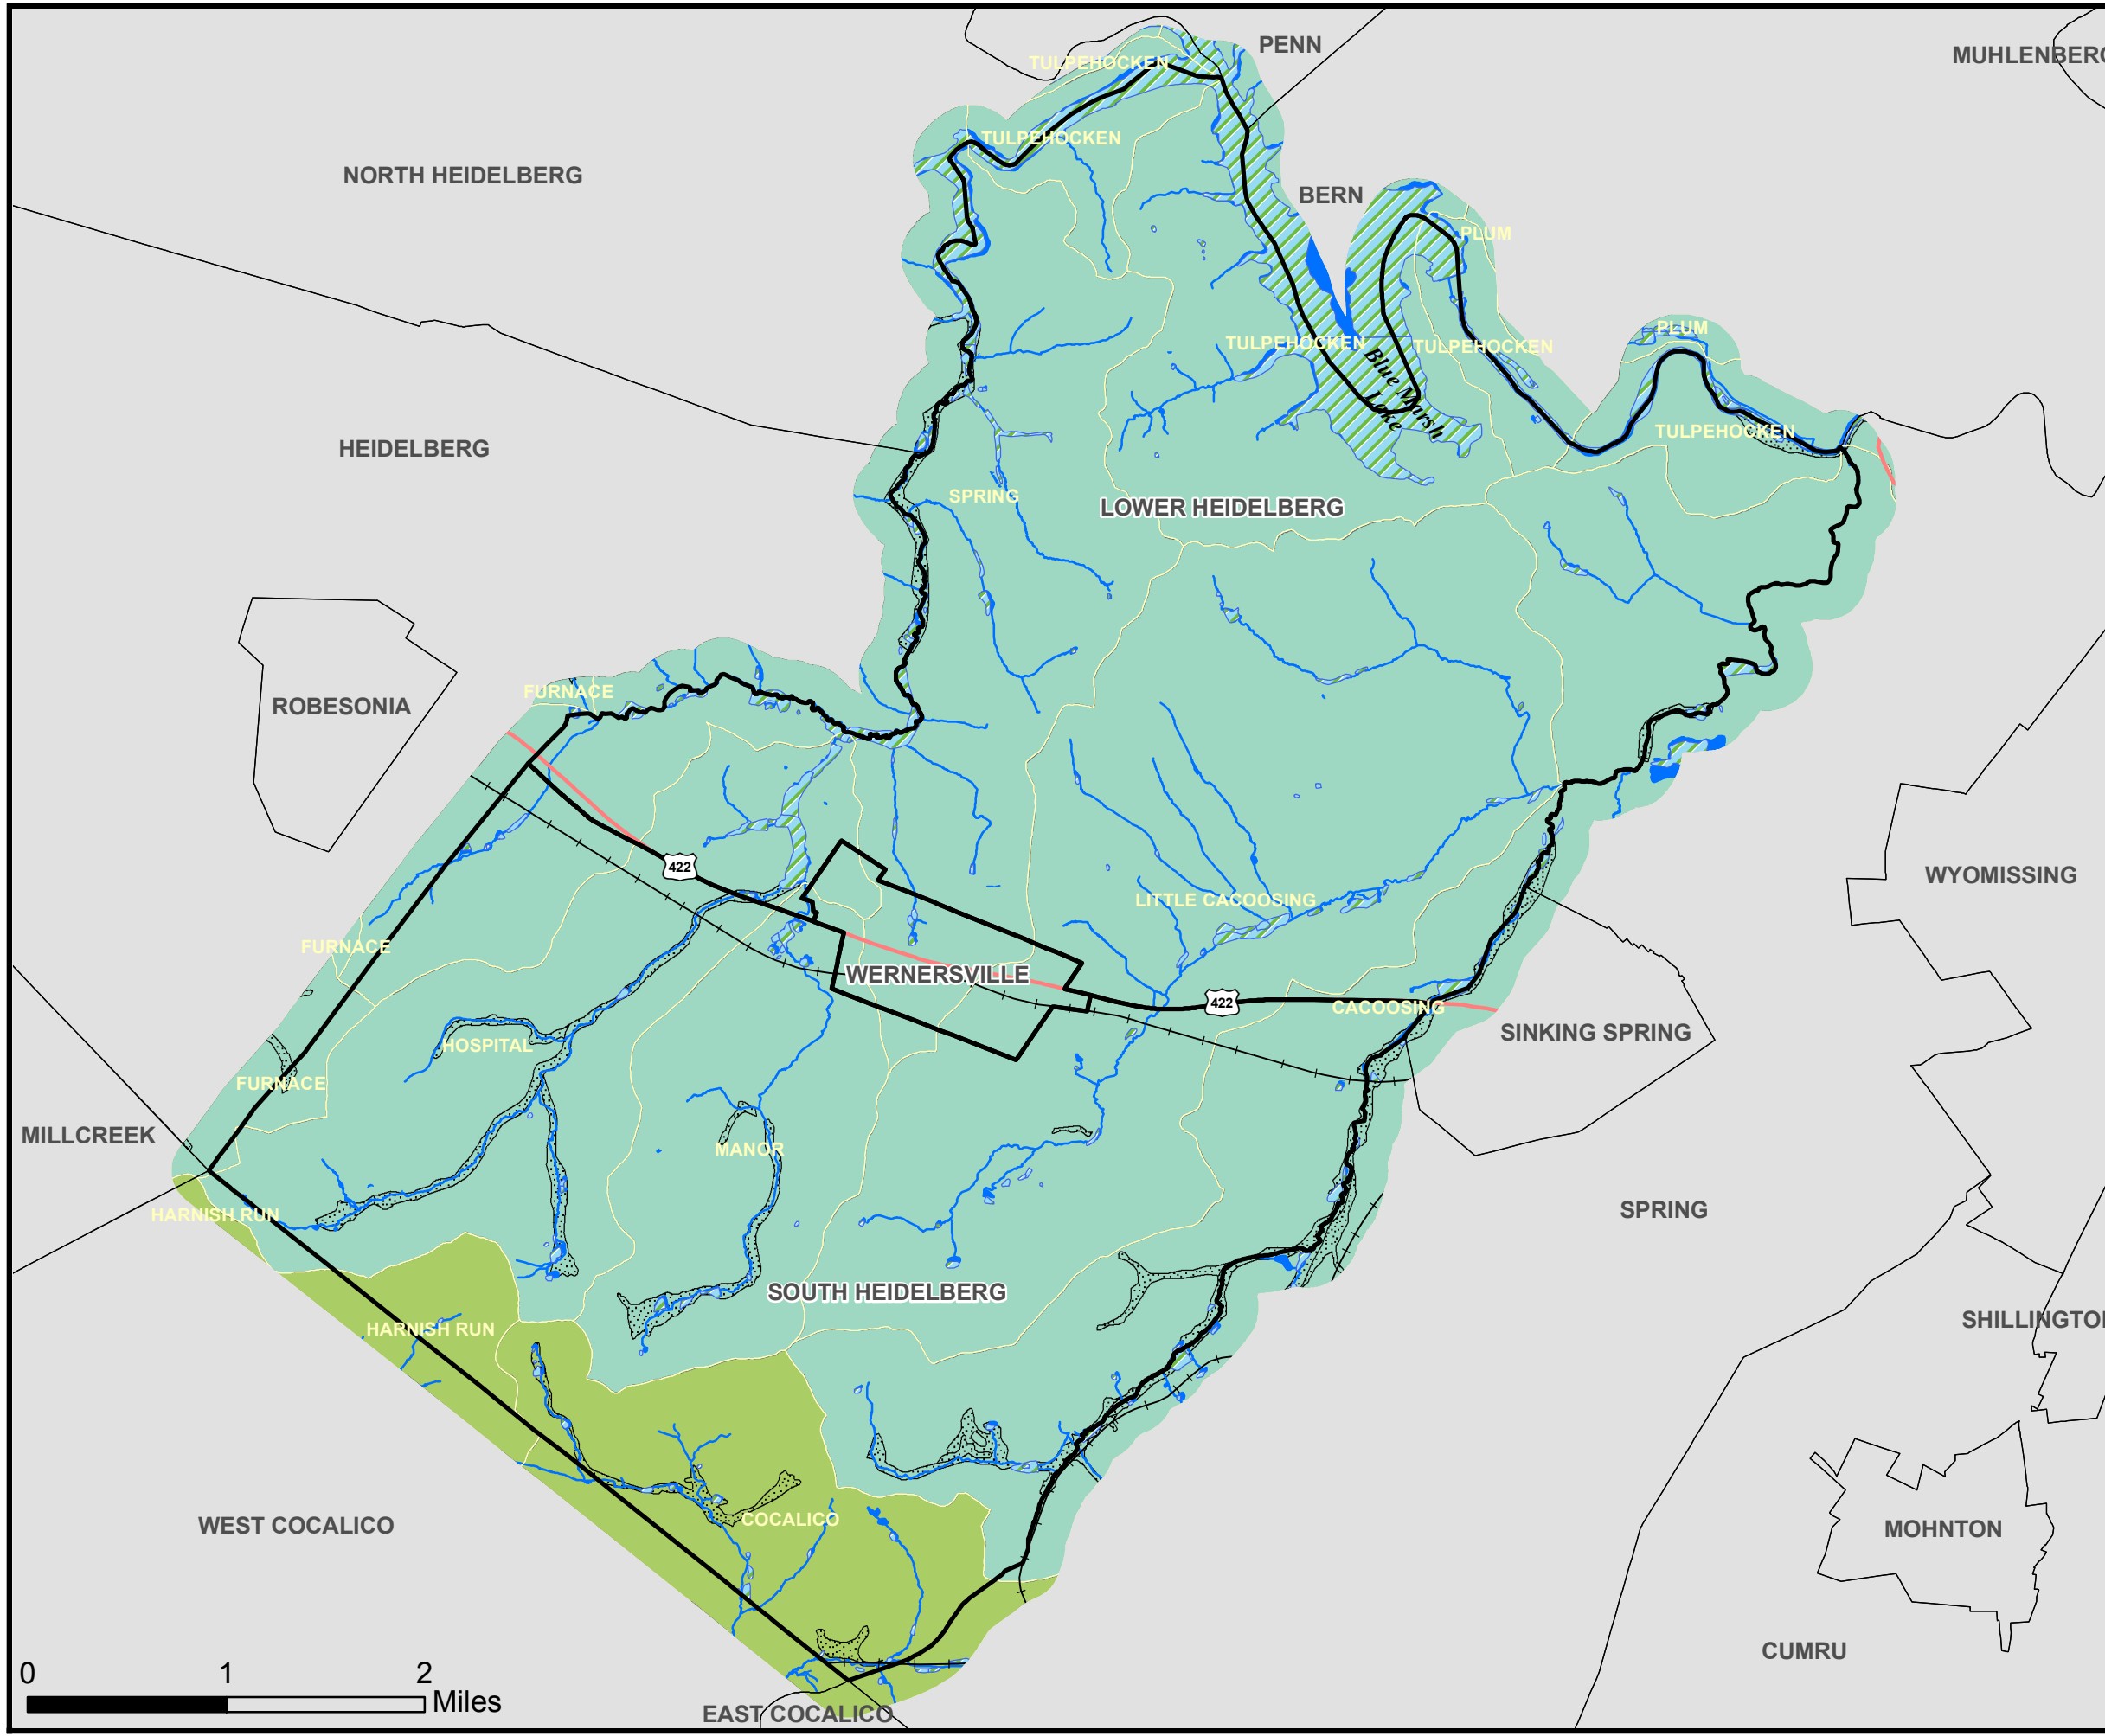 PENN
MUHLENBERG
TULPEHOCKEN
TULPEHOCKEN
NORTH HEIDELBERG
BERN
PLUM
PLUM
TULPEHOCKEN
TULPEHOCKEN
Blue Mash
Lake
TULPEHOCKEN
HEIDELBERG
SPRING
LOWER HEIDELBERG
FURNACE
ROBESONIA
422
WYOMISSING
LITTLE CACOOSING
FURNACE
WERNERSVILLE
422
CACOOSING
SINKING SPRING
HOSPITAL
FURNACE
MILLCREEK
MANOR
HARNISH RUN
SPRING
SOUTH HEIDELBERG
SHILLINGTO
HARNISH RUN
WEST COCALICO
COCALICO
MOHNTON
CUMRU
0 1 2
Miles
EAST COCALICO